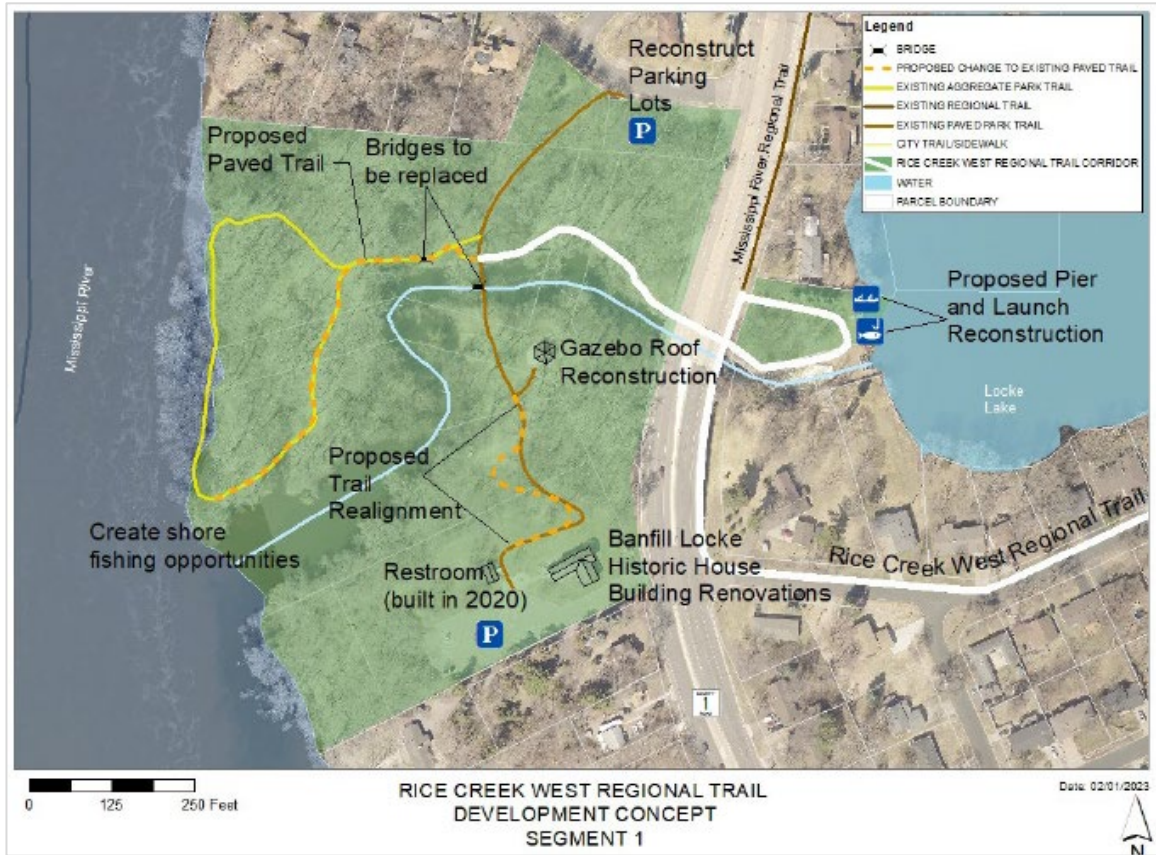 Legend
BRIDGE
PROPOSED CHANGE TO EXISTING PAVED TRAIL
EXISTING AGGREGATE PARK TRAIL
EXISTING REGIONAL TRAIL
EXISTING PAVED PARK TRAIL
CITY TRAIL/SIDEWALK
RICE CREEK WEST REGIONAL TRAIL CORRIDOR
WATER
PARCEL BOUNDARY
Reconstruct
Parking
Lots
P
Mississippi River Regional Trail
Proposed
Paved Trail
Bridges to
be replaced
Mississippi River
Proposed Pier
and Launch
Reconstruction
Gazebo Roof
Reconstruction
Locke
Lake
Proposed
Trail
Realignment
Create shore
fishing opportunities
Restroom
(built in 2020)
Banfill Locke
Historic House
Building Renovations
Rice Creek West Regional Trail
P
1
0 125 250 Feet
RICE CREEK WEST REGIONAL TRAIL
DEVELOPMENT CONCEPT
SEGMENT 1
Date: 02/01/2023
N